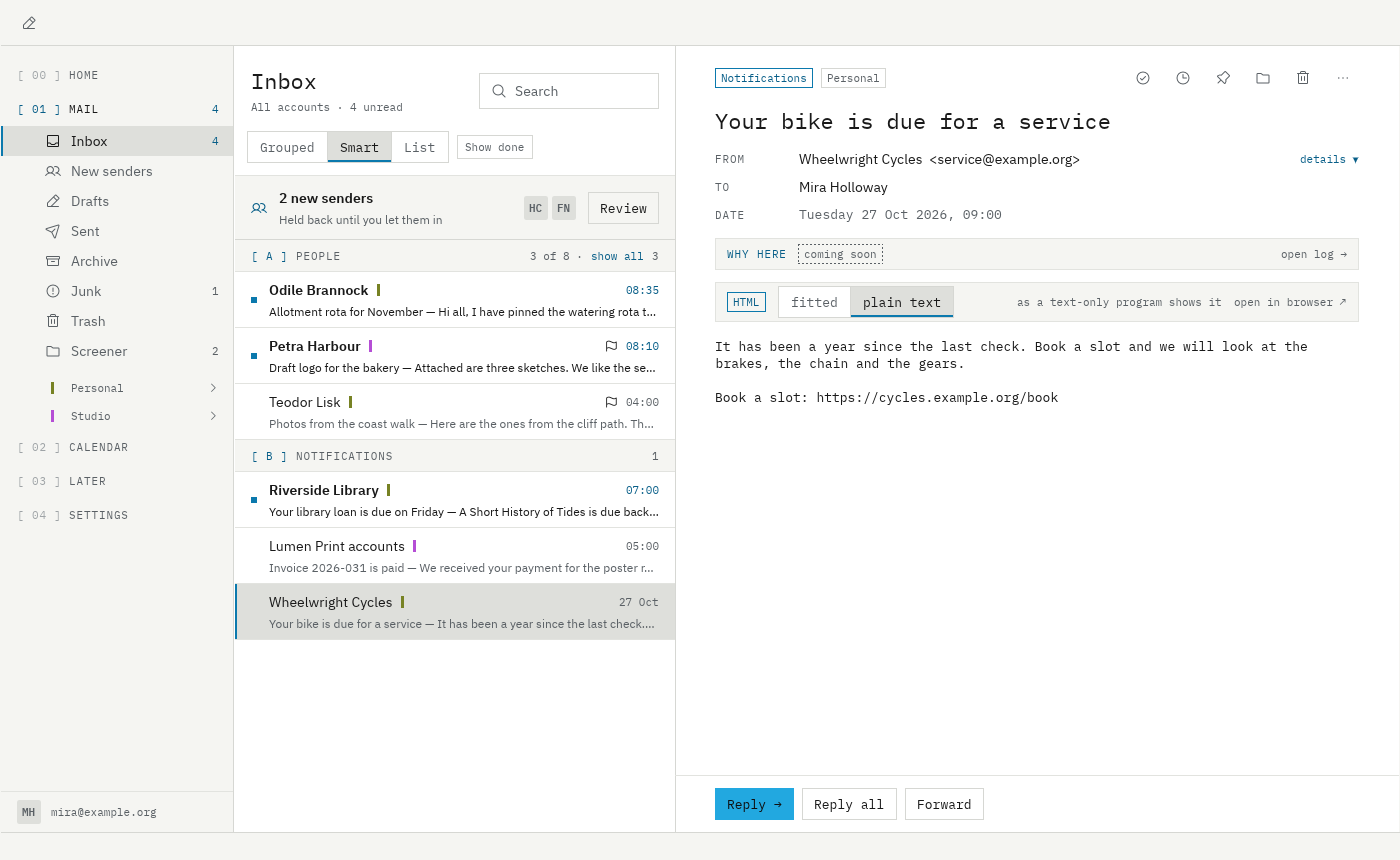 [ 00 ] HOME
[ 01 ] MAIL 4
Inbox 4
New senders
Drafts
Sent
Archive
Junk 1
Trash
Screener 2
Personal
Studio
[ 02 ] CALENDAR
[ 03 ] LATER
[ 04 ] SETTINGS
MH mira@example.org
Inbox
All accounts · 4 unread
Search
Grouped Smart List Show done
2 new senders
Held back until you let them in
HC FN Review
[ A ] PEOPLE 3 of 8 · show all 3
Odile Brannock 08:35
Allotment rota for November — Hi all, I have pinned the watering rota t...
Petra Harbour 08:10
Draft logo for the bakery — Attached are three sketches. We like the se...
Teodor Lisk 04:00
Photos from the coast walk — Here are the ones from the cliff path. Th...
[ B ] NOTIFICATIONS 1
Riverside Library 07:00
Your library loan is due on Friday — A Short History of Tides is due back...
Lumen Print accounts 05:00
Invoice 2026-031 is paid — We received your payment for the poster r...
Wheelwright Cycles 27 Oct
Your bike is due for a service — It has been a year since the last check....
Notifications Personal
Your bike is due for a service
FROM Wheelwright Cycles <service@example.org> details ▾
TO Mira Holloway
DATE Tuesday 27 Oct 2026, 09:00
WHY HERE coming soon open log →
HTML fitted plain text as a text-only program shows it open in browser ↗
It has been a year since the last check. Book a slot and we will look at the
brakes, the chain and the gears.
Book a slot: https://cycles.example.org/book
Reply → Reply all Forward